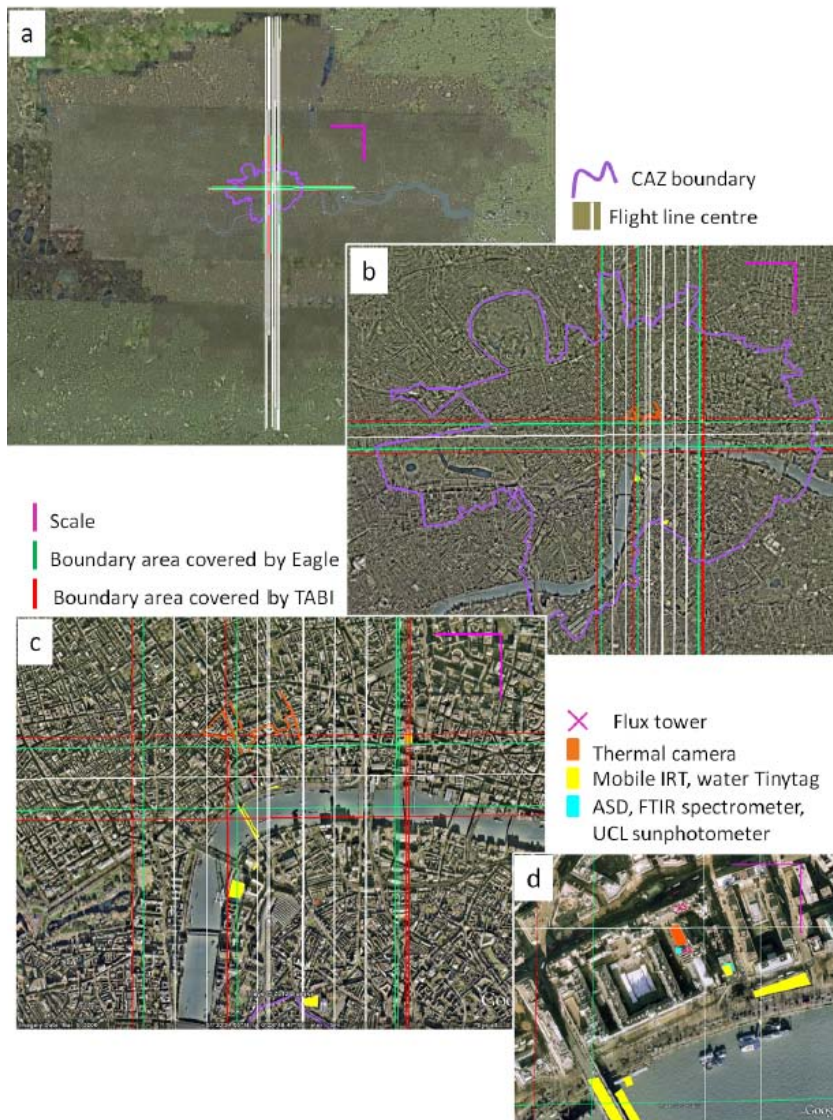 a
CAZ boundary
Flight line centre
b
Scale
Boundary area covered by Eagle
Boundary area covered by TABI
c
Flux tower
Thermal camera
Mobile IRT, water Tinytag
ASD, FTIR spectrometer,
UCL sunphotometer
d